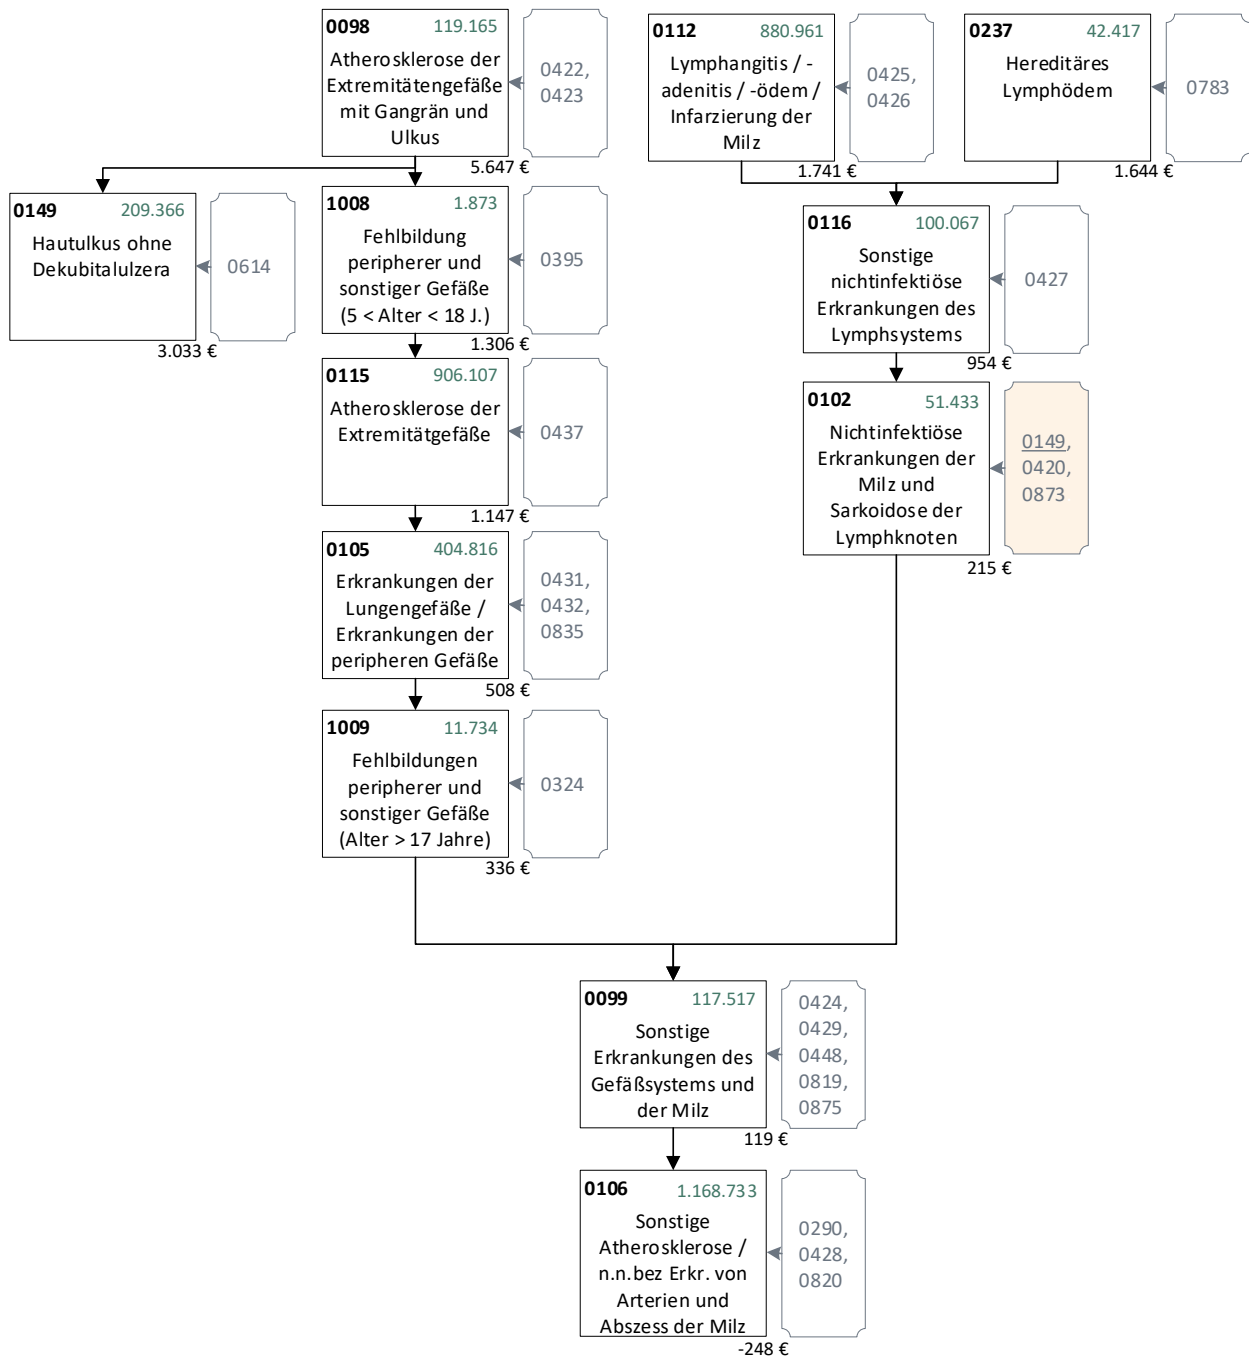 0098 119.165
Atherosklerose der
Extremitätengefäße
mit Gangrän und
Ulkus
5.647 €
0422,
0423
0112 880.961
Lymphangitis / -
adenitis / -ödem /
Infarzierung der
Milz
1.741 €
0425,
0426
0237 42.417
Hereditäres
Lymphödem
1.644 €
0783
0149 209.366
Hautulkus ohne
Dekubitalulzera
3.033 €
0614
1008 1.873
Fehlbildung
peripherer und
sonstiger Gefäße
(5 < Alter < 18 J.)
1.306 €
0395
0116 100.067
Sonstige
nichtinfektiöse
Erkrankungen des
Lymphsystems
954 €
0427
0115 906.107
Atherosklerose der
Extremitätgefäße
1.147 €
0437
0102 51.433
Nichtinfektiöse
Erkrankungen der
Milz und
Sarkoidose der
Lymphknoten
215 €
0149,
0420,
0873
0105 404.816
Erkrankungen der
Lungengefäße /
Erkrankungen der
peripheren Gefäße
508 €
0431,
0432,
0835
1009 11.734
Fehlbildungen
peripherer und
sonstiger Gefäße
(Alter > 17 Jahre)
336 €
0324
0099 117.517
Sonstige
Erkrankungen des
Gefäßsystems und
der Milz
119 €
0424,
0429,
0448,
0819,
0875
0106 1.168.733
Sonstige
Atherosklerose /
n.n.bez Erkr. von
Arterien und
Abszess der Milz
-248 €
0290,
0428,
0820